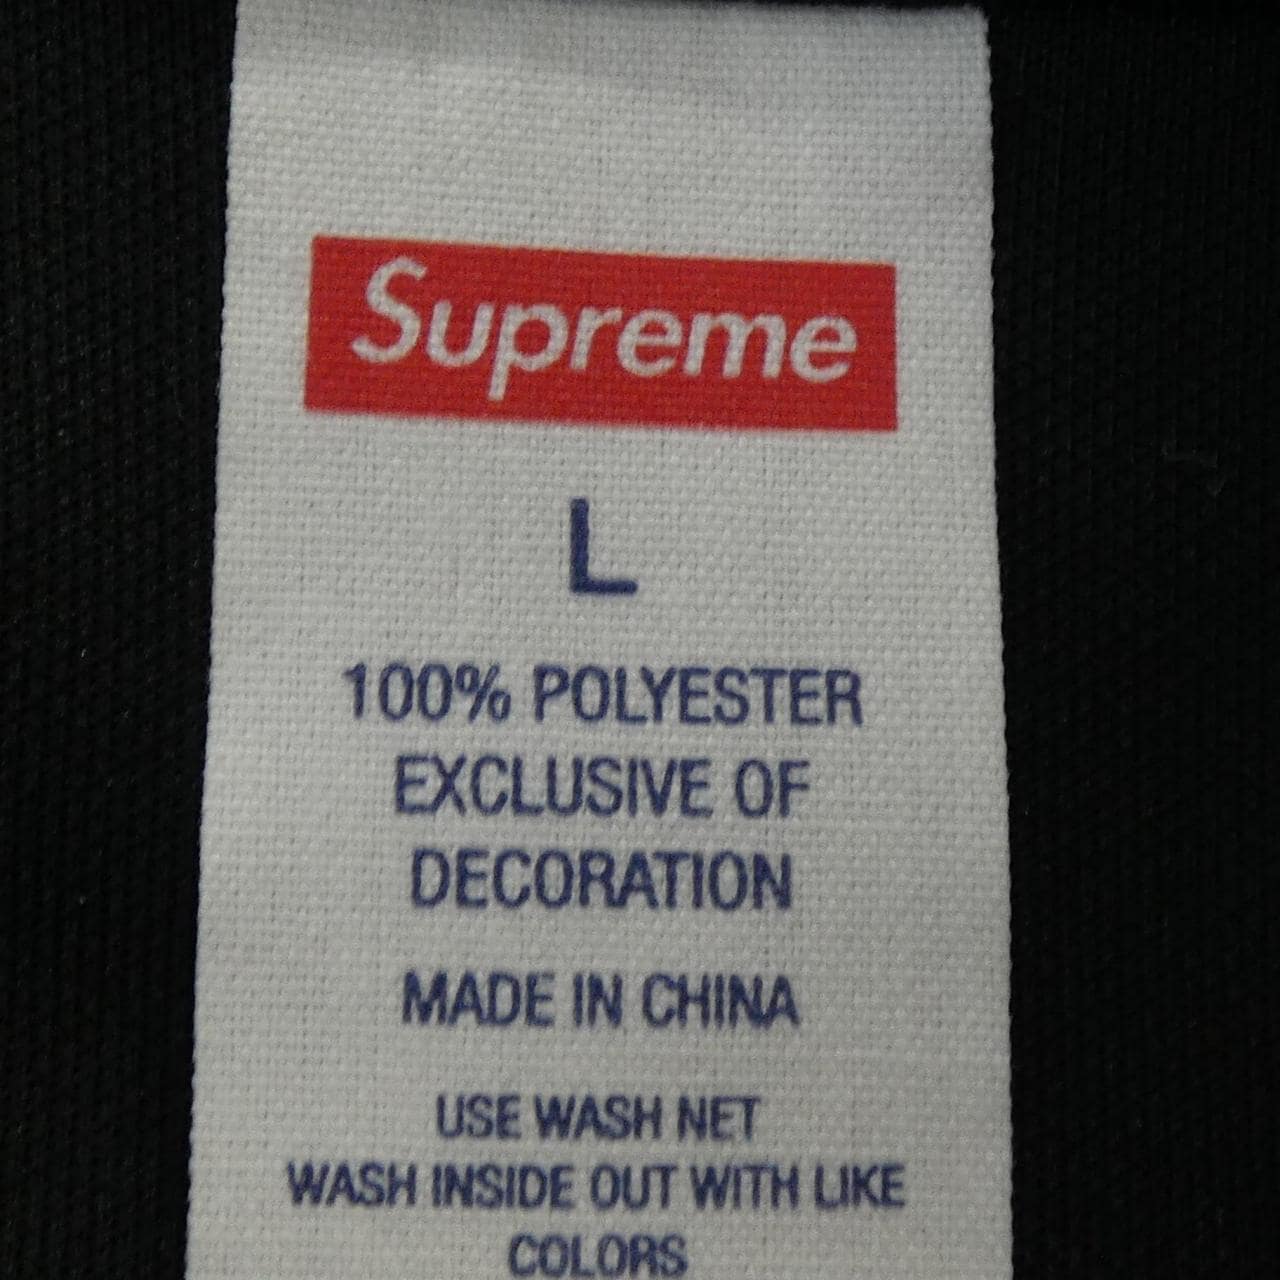 Supreme
L
100% POLYESTER
EXCLUSIVE OF
DECORATION
MADE IN CHINA
USE WASH NET
WASH INSIDE OUT WITH LIKE
COLORS